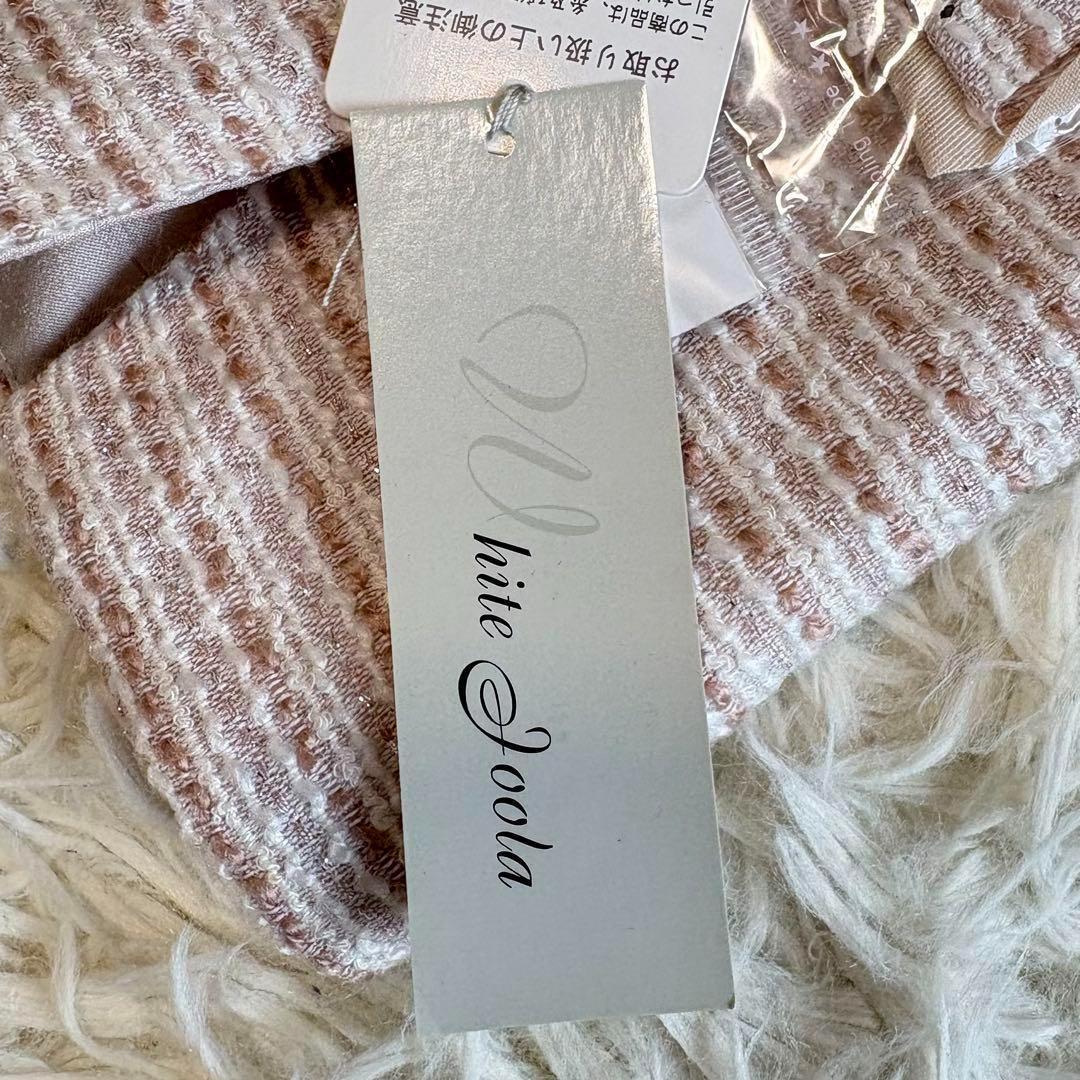 お取り扱い上の御注意
この商品は、
White Joola